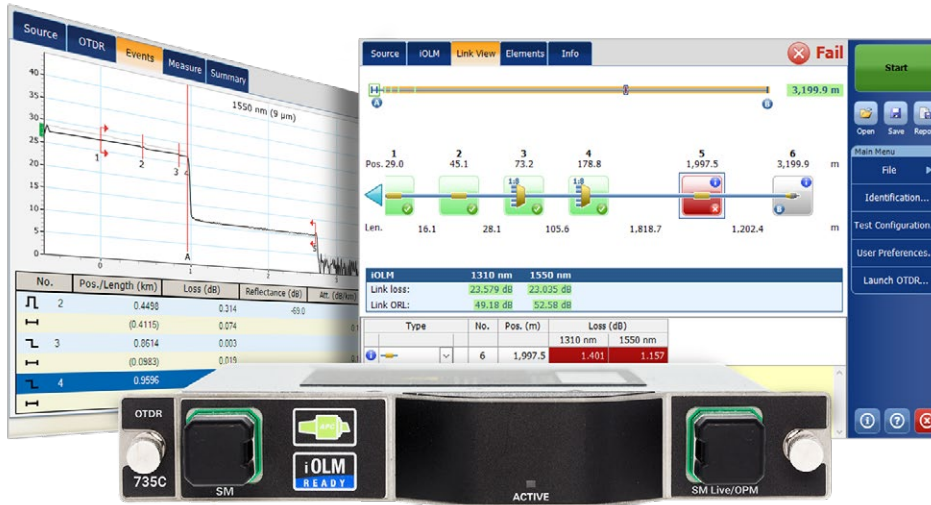 Source OTDR Events Measure Summary
1550 nm (9 µm)
40
35
30
25
20
15
10
5
0
1 2 3 4
5
A
0 1 2
No. Pos./Length (km) Loss (dB) Reflectance (dB) Att. (dB/km)
2 0.4498 0.314 -69.0
(0.4115) 0.074
3 0.8614 0.003
(0.0983) 0.019
4 0.9596
Source iOLM Link View Elements Info Fail
3,199.9 m
A B
1 2 3 4 5 6
Pos. 29.0 45.1 73.2 178.8 1,997.5 3,199.9 m
1:8 1:8
B
Len. 16.1 28.1 105.6 1,818.7 1,202.4 m
iOLM 1310 nm 1550 nm
Link loss: 23.579 dB 23.035 dB
Link ORL: 49.18 dB 52.58 dB
Type No. Pos. (m) Loss (dB)
1310 nm 1550 nm
6 1,997.5 1.401 1.157
Start
Open Save Repo
Main Menu
File
Identification...
Test Configuration
User Preferences..
Launch OTDR...
OTDR
735C
SM
APC
iOLM
READY
ACTIVE
SM Live/OPM